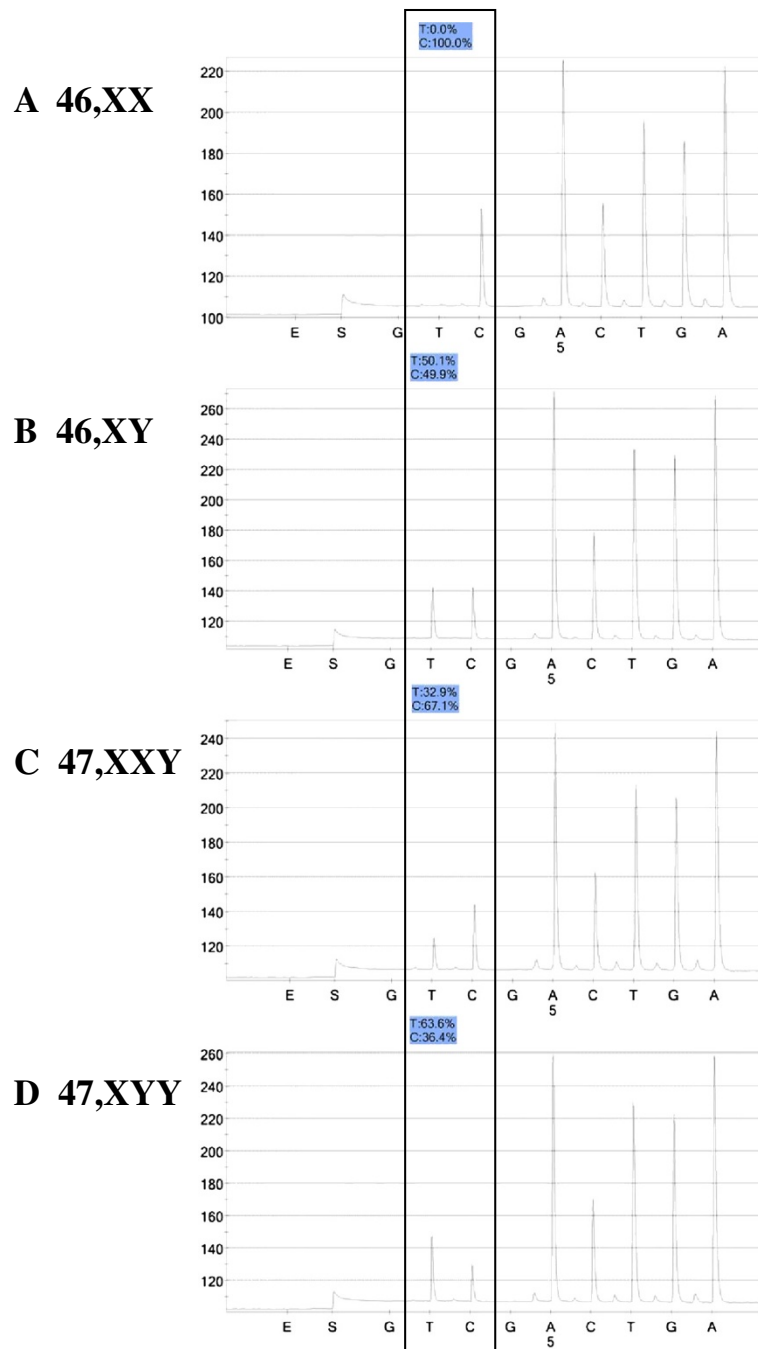 T:0.0%
C:100.0%
A 46,XX
220
200
180
160
140
120
100
E S G T C G A C T G A
5
T:50.1%
C:49.9%
B 46,XY
260
240
220
200
180
160
140
120
E S G T C G A C T G A
5
T:32.9%
C:67.1%
C 47,XXY
240
220
200
180
160
140
120
E S G T C G A C T G A
5
T:63.6%
C:36.4%
D 47,XYY
260
240
220
200
180
160
140
120
E S G T C G A C T G A
5